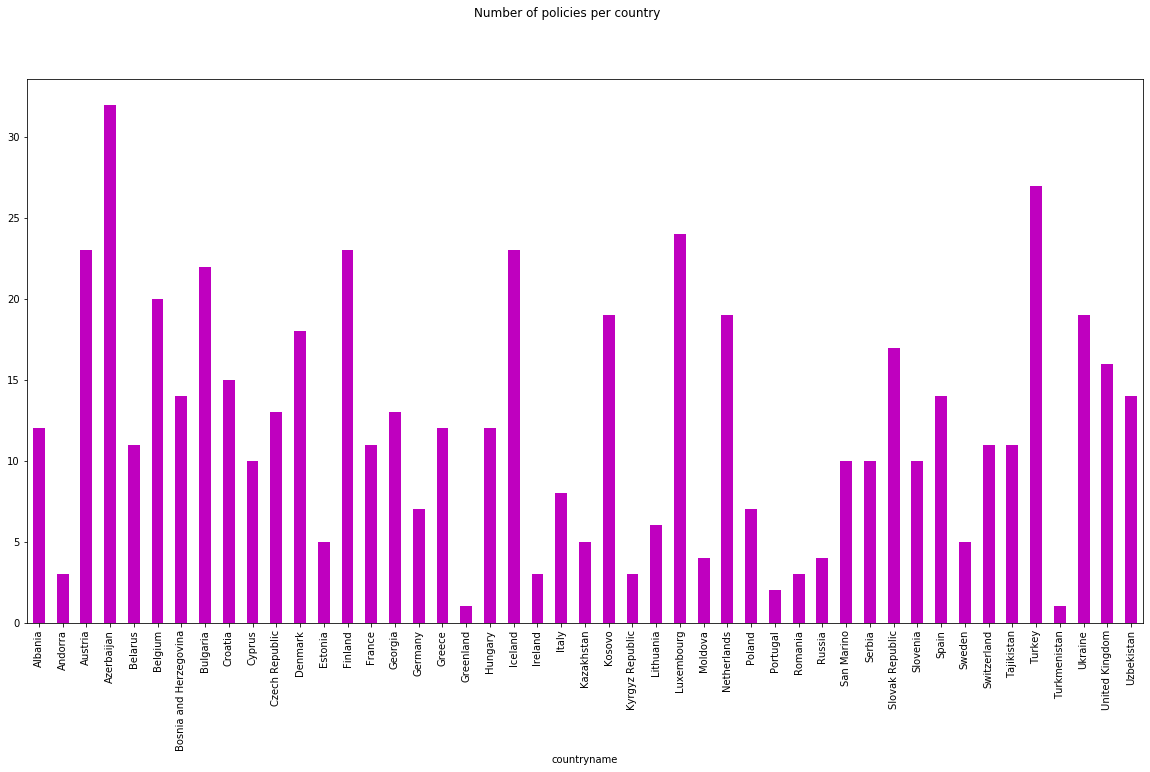 Number of policies per country
30
25
20
15
10
5
0
Albania
Andorra
Austria
Azerbaijan
Belarus
Belgium
Bosnia and Herzegovina
Bulgaria
Croatia
Cyprus
Czech Republic
Denmark
Estonia
Finland
France
Georgia
Germany
Greece
Greenland
Hungary
Iceland
Ireland
Italy
Kazakhstan
Kosovo
Kyrgyz Republic
Lithuania
Luxembourg
Moldova
Netherlands
Poland
Portugal
Romania
Russia
San Marino
Serbia
Slovak Republic
Slovenia
Spain
Sweden
Switzerland
Tajikistan
Turkey
Turkmenistan
Ukraine
United Kingdom
Uzbekistan
countryname